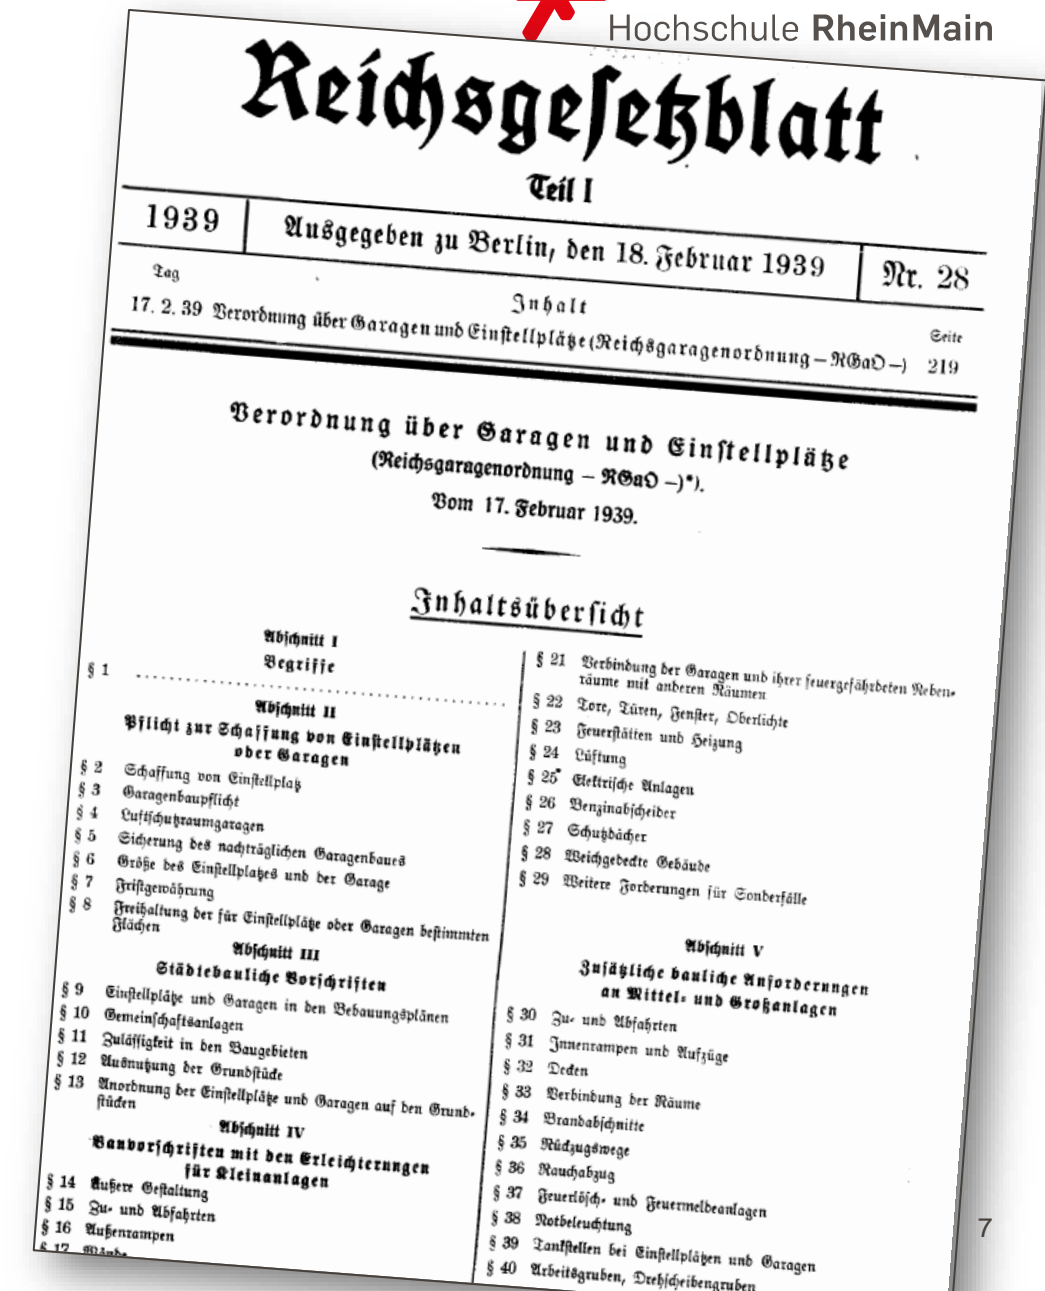 Hochschule RheinMain
Reichsgesetzblatt
Teil I
1939
Ausgegeben zu Berlin, den 18. Februar 1939
Nr. 28
Tag
Inhalt
Seite
17. 2. 39 Verordnung über Garagen und Einstellplätze (Reichsgaragenordnung – RGaO –) 219
Verordnung über Garagen und Einstellplätze
(Reichsgaragenordnung – RGaO –)*).
Vom 17. Februar 1939.
Inhaltsübersicht
Abschnitt I
Begriffe
§ 1
Abschnitt II
Pflicht zur Schaffung von Einstellplätzen
oder Garagen
§ 2 Schaffung von Einstellplatz
§ 3 Garagenbaupflicht
§ 4 Luftschutzraumgaragen
§ 5 Sicherung des nachträglichen Garagenbaues
§ 6 Größe des Einstellplatzes und der Garage
§ 7 Fristgewährung
§ 8 Freihaltung der für Einstellplätze oder Garagen bestimmten
Flächen
Abschnitt III
Städtebauliche Vorschriften
§ 9 Einstellplätze und Garagen in den Bebauungsplänen
§ 10 Gemeinschaftsanlagen
§ 11 Zulässigkeit in den Baugebieten
§ 12 Ausnutzung der Grundstücke
§ 13 Anordnung der Einstellplätze und Garagen auf den Grund-
stücken
Abschnitt IV
Bauvorschriften mit den Erleichterungen
für Kleinanlagen
§ 14 Äußere Gestaltung
§ 15 Zu- und Abfahrten
§ 16 Außenrampen
§ 17
§ 21 Verbindung der Garagen und ihrer feuergefährdeten Neben-
räume mit anderen Räumen
§ 22 Tore, Türen, Fenster, Oberlichte
§ 23 Feuerstätten und Heizung
§ 24 Lüftung
§ 25 Elektrische Anlagen
§ 26 Benzinabscheider
§ 27 Schutzdächer
§ 28 Weichgedeckte Gebäude
§ 29 Weitere Forderungen für Sonderfälle
Abschnitt V
Zusätzliche bauliche Anforderungen
an Mittel- und Großanlagen
§ 30 Zu- und Abfahrten
§ 31 Innenrampen und Aufzüge
§ 32 Decken
§ 33 Verbindung der Räume
§ 34 Brandabschnitte
§ 35 Rückzugswege
§ 36 Rauchabzug
§ 37 Feuerlösch- und Feuermeldeanlagen
§ 38 Notbeleuchtung
§ 39 Tankstellen bei Einstellplätzen und Garagen
§ 40 Arbeitsgruben, Drehscheibengruben
7